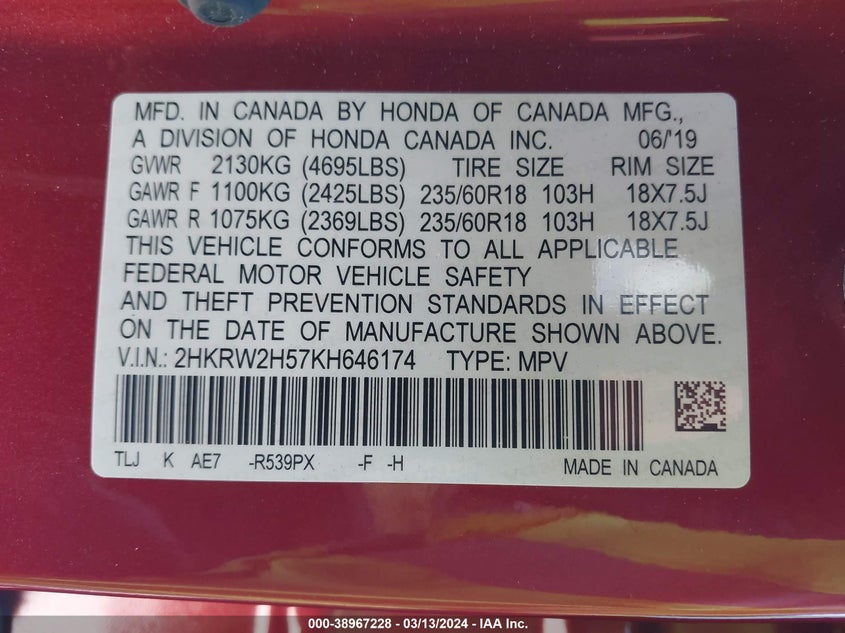 MFD. IN CANADA BY HONDA OF CANADA MFG.,
A DIVISION OF HONDA CANADA INC. 06/'19
GVWR 2130KG (4695LBS) TIRE SIZE RIM SIZE
GAWR F 1100KG (2425LBS) 235/60R18 103H 18X7.5J
GAWR R 1075KG (2369LBS) 235/60R18 103H 18X7.5J
THIS VEHICLE CONFORMS TO ALL APPLICABLE
FEDERAL MOTOR VEHICLE SAFETY
AND THEFT PREVENTION STANDARDS IN EFFECT
ON THE DATE OF MANUFACTURE SHOWN ABOVE.
V.I.N.: 2HKRW2H57KH646174 TYPE: MPV
TLJ K AE7 -R539PX -F -H MADE IN CANADA
000-38967228 - 03/13/2024 - IAA Inc.